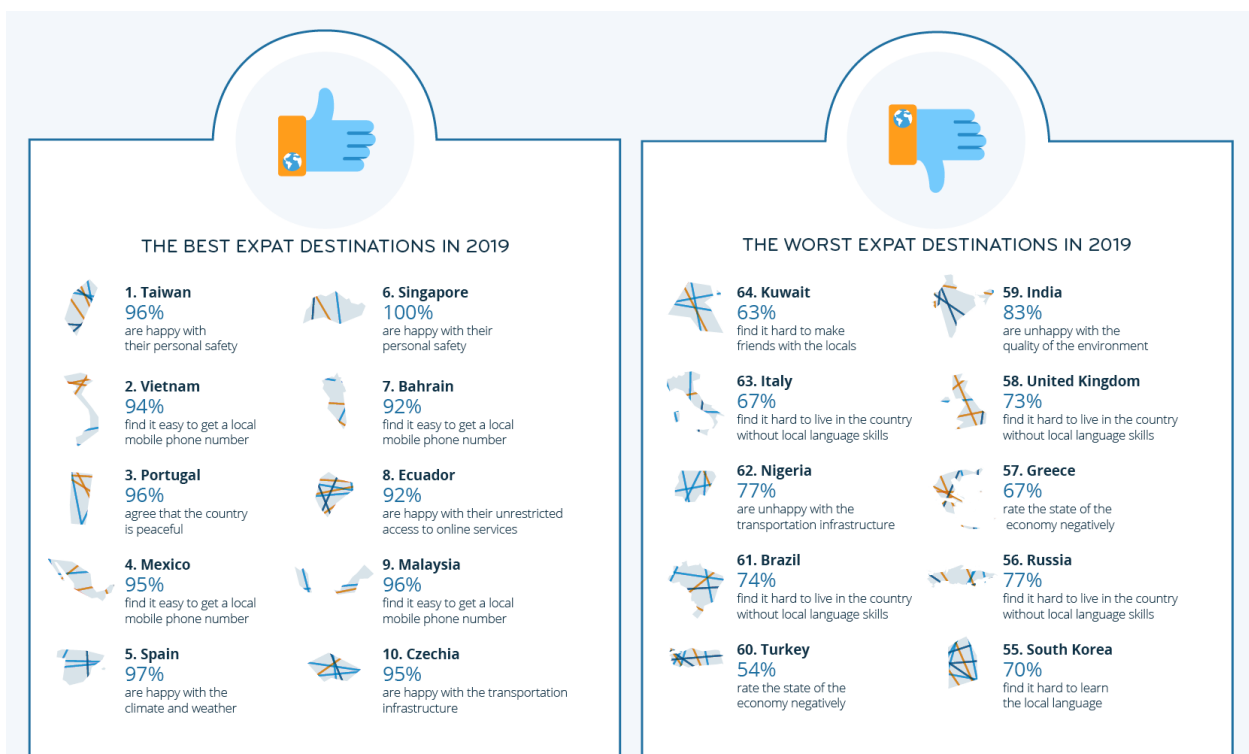 THE BEST EXPAT DESTINATIONS IN 2019
1. Taiwan
96%
are happy with
their personal safety
2. Vietnam
94%
find it easy to get a local
mobile phone number
3. Portugal
96%
agree that the country
is peaceful
4. Mexico
95%
find it easy to get a local
mobile phone number
5. Spain
97%
are happy with the
climate and weather
6. Singapore
100%
are happy with their
personal safety
7. Bahrain
92%
find it easy to get a local
mobile phone number
8. Ecuador
92%
are happy with their unrestricted
access to online services
9. Malaysia
96%
find it easy to get a local
mobile phone number
10. Czechia
95%
are happy with the transportation
infrastructure
THE WORST EXPAT DESTINATIONS IN 2019
64. Kuwait
63%
find it hard to make
friends with the locals
63. Italy
67%
find it hard to live in the country
without local language skills
62. Nigeria
77%
are unhappy with the
transportation infrastructure
61. Brazil
74%
find it hard to live in the country
without local language skills
60. Turkey
54%
rate the state of the
economy negatively
59. India
83%
are unhappy with the
quality of the environment
58. United Kingdom
73%
find it hard to live in the country
without local language skills
57. Greece
67%
rate the state of the
economy negatively
56. Russia
77%
find it hard to live in the country
without local language skills
55. South Korea
70%
find it hard to learn
the local language